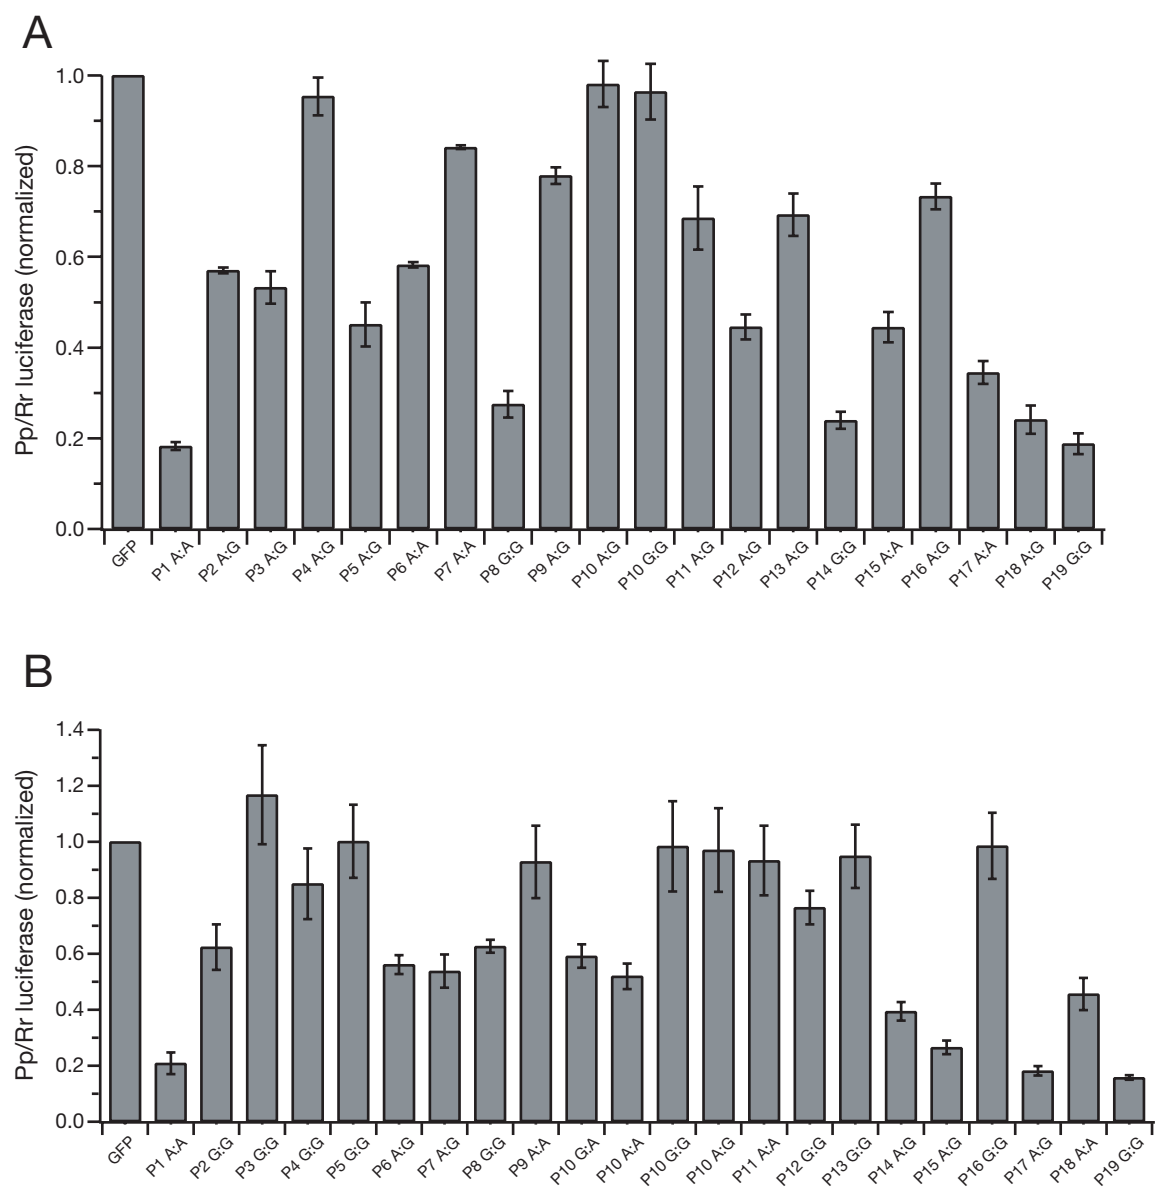 A
Pp/Rr luciferase (normalized)
1.0
0.8
0.6
0.4
0.2
0.0
GFP
P1 A:A
P2 A:G
P3 A:G
P4 A:G
P5 A:G
P6 A:A
P7 A:A
P8 G:G
P9 A:G
P10 A:G
P10 G:G
P11 A:G
P12 A:G
P13 A:G
P14 G:G
P15 A:A
P16 A:G
P17 A:A
P18 A:G
P19 G:G
B
Pp/Rr luciferase (normalized)
1.4
1.2
1.0
0.8
0.6
0.4
0.2
0.0
GFP
P1 A:A
P2 G:G
P3 G:G
P4 G:G
P5 G:G
P6 A:G
P7 A:G
P8 G:G
P9 A:A
P10 G:A
P10 A:A
P10 G:G
P10 A:G
P11 A:A
P12 G:G
P13 G:G
P14 A:G
P15 A:G
P16 G:G
P17 A:G
P18 A:A
P19 G:G